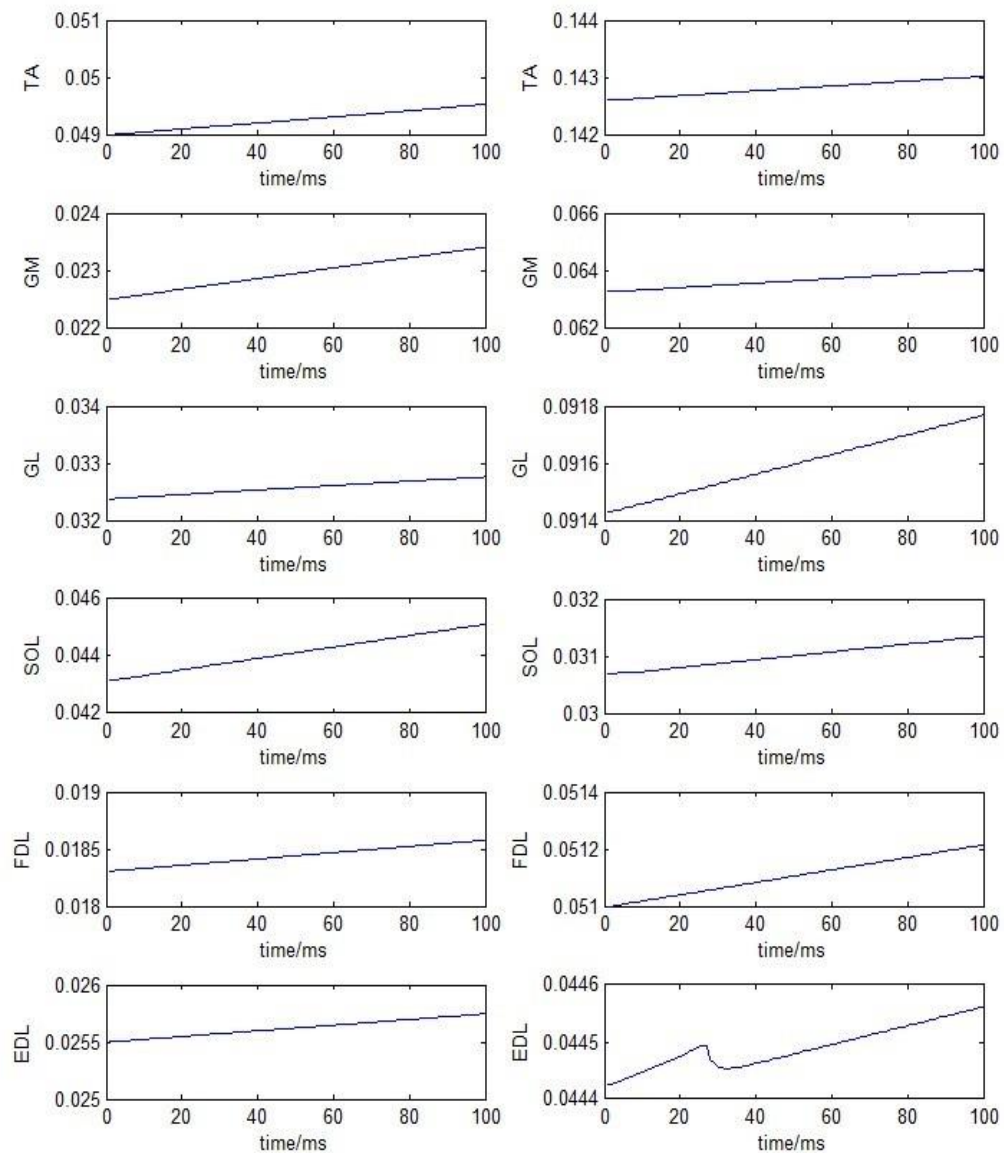 0.051 0.144
TA 0.05 TA 0.143
0.049 0.142
0 20 40 60 80 100 0 20 40 60 80 100
time/ms time/ms
0.024 0.066
GM 0.023 GM 0.064
0.022 0.062
0 20 40 60 80 100 0 20 40 60 80 100
time/ms time/ms
0.034 0.0918
GL 0.033 GL 0.0916
0.032 0.0914
0 20 40 60 80 100 0 20 40 60 80 100
time/ms time/ms
0.046 0.032
SOL 0.044 SOL 0.031
0.042 0.03
0 20 40 60 80 100 0 20 40 60 80 100
time/ms time/ms
0.019 0.0514
FDL 0.0185 FDL 0.0512
0.018 0.051
0 20 40 60 80 100 0 20 40 60 80 100
time/ms time/ms
0.026 0.0446
EDL 0.0255 EDL 0.0445
0.025 0.0444
0 20 40 60 80 100 0 20 40 60 80 100
time/ms time/ms